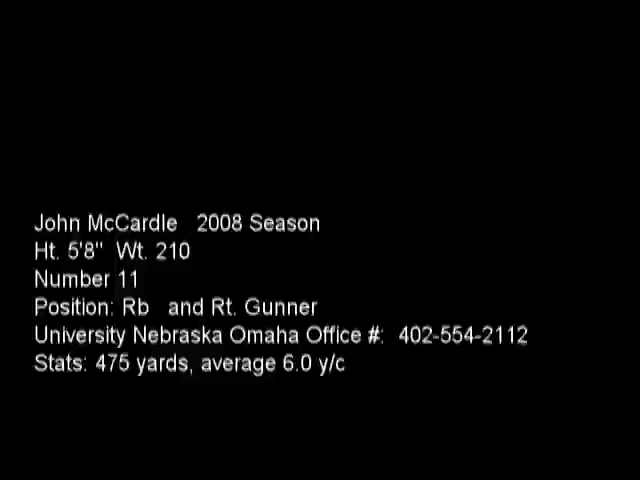 John McCardle   2008 Season
Ht. 5'8"  Wt. 210
Number 11
Position: Rb   and Rt. Gunner
University Nebraska Omaha Office #:  402-554-2112
Stats: 475 yards, average 6.0 y/c